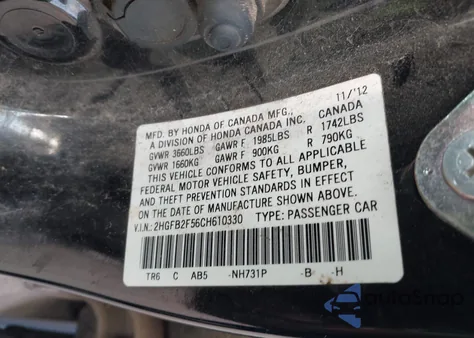 11/'12
MFD. BY HONDA OF CANADA MFG., CANADA
A DIVISION OF HONDA CANADA INC.
GVWR 3660LBS GAWR F 1985LBS R 1742LBS
GVWR 1660KG GAWR F 900KG R 790KG
THIS VEHICLE CONFORMS TO ALL APPLICABLE
FEDERAL MOTOR VEHICLE SAFETY, BUMPER,
AND THEFT PREVENTION STANDARDS IN EFFECT
ON THE DATE OF MANUFACTURE SHOWN ABOVE.
V.I.N.: 2HGFB2F56CH610330 TYPE: PASSENGER CAR
TR6 C AB5 -NH731P -B -H
autoSnap